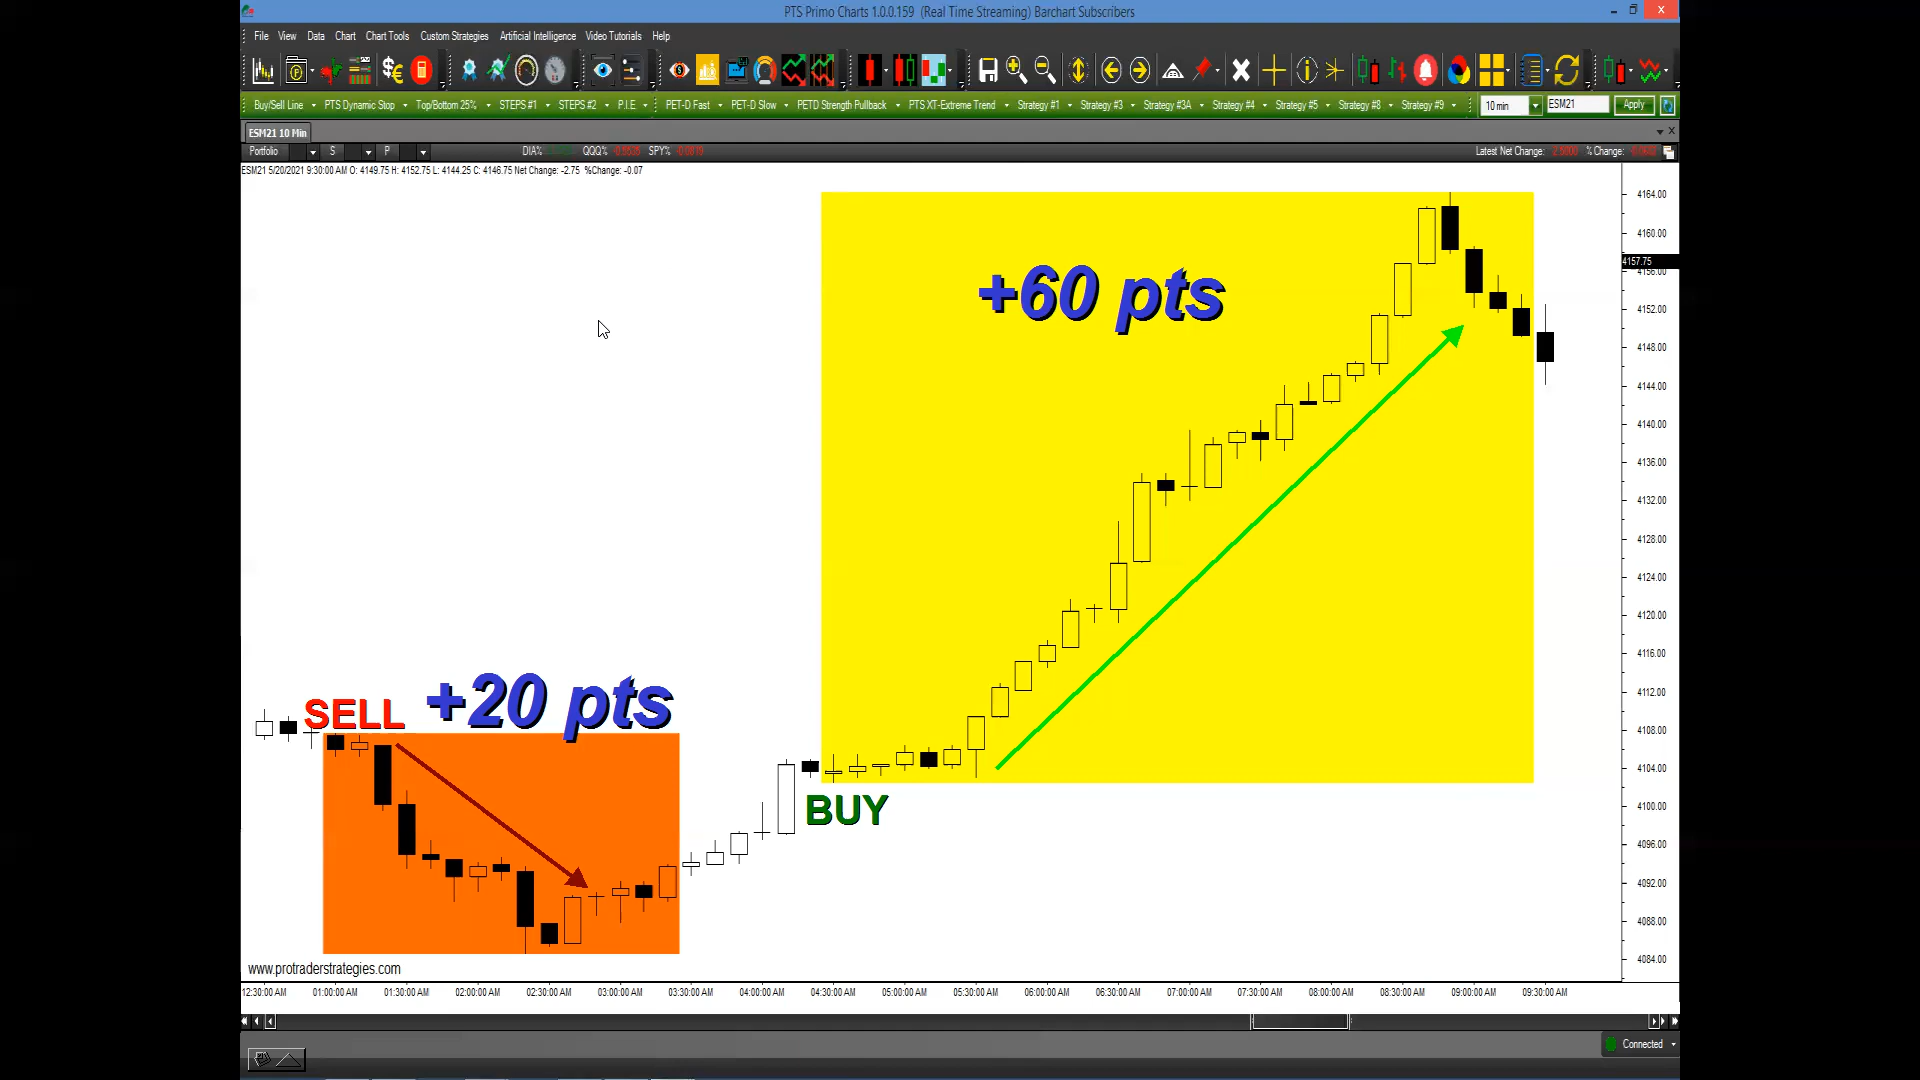 PTS Primo Charts 1.0.0.159 (Real Time Streaming) Barchart Subscribers
File View Data Chart Chart Tools Custom Strategies Artificial Intelligence Video Tutorials Help
Buy/Sell Line PTS Dynamic Stop Top/Bottom 25% STEPS #1 STEPS #2 P.I.E. PET-D Fast PET-D Slow PETD Strength Pullback PTS XT-Extreme Trend Strategy #1 Strategy #3 Strategy #3A Strategy #4 Strategy #5 Strategy #8 Strategy #9 10 min ESM21 Apply
ESM21 10 Min
Portfolio S P DIA% QQQ% SPY% Latest Net Change: % Change:
ESM21 5/20/2021 9:30:00 AM O: 4149.75 H: 4152.75 L: 4144.25 C: 4146.75 Net Change: -2.75 %Change: -0.07
4164.00
4160.00
4157.75
4156.00
4152.00
4148.00
4144.00
4140.00
4136.00
4132.00
4128.00
4124.00
4120.00
4116.00
4112.00
4108.00
4104.00
4100.00
4096.00
4092.00
4088.00
4084.00
+60 pts
SELL +20 pts
BUY
www.protraderstrategies.com
12:30:00 AM 01:00:00 AM 01:30:00 AM 02:00:00 AM 02:30:00 AM 03:00:00 AM 03:30:00 AM 04:00:00 AM 04:30:00 AM 05:00:00 AM 05:30:00 AM 06:00:00 AM 06:30:00 AM 07:00:00 AM 07:30:00 AM 08:00:00 AM 08:30:00 AM 09:00:00 AM 09:30:00 AM
Connected